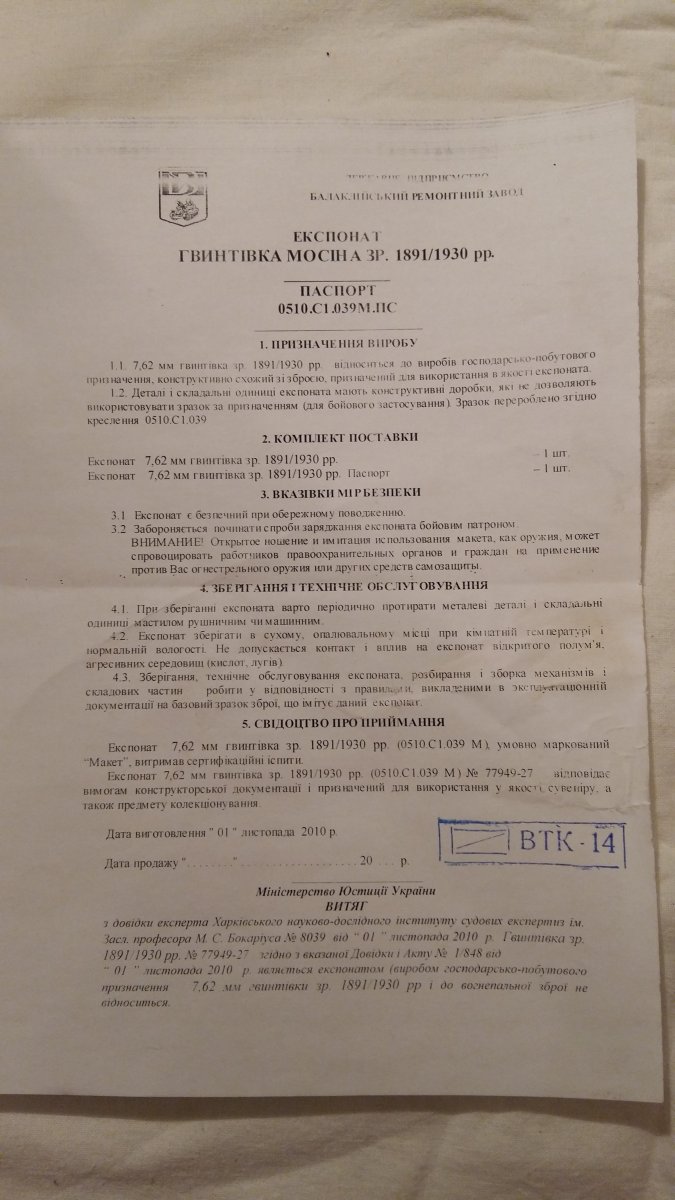 ДЕРЖАВНЕ ПІДПРИЄМСТВО
БАЛАКЛІЙСЬКИЙ РЕМОНТНИЙ ЗАВОД
ЕКСПОНАТ
ГВИНТІВКА МОСІНА ЗР. 1891/1930 рр.
ПАСПОРТ
0510.С1.039М.ПС
1. ПРИЗНАЧЕННЯ ВИРОБУ
1.1. 7,62 мм гвинтівка зр. 1891/1930 рр. відноситься до виробів господарсько-побутового
призначення, конструктивно схожий зі зброєю, призначений для використання в якості експоната.
1.2. Деталі і складальні одиниці експоната мають конструктивні доробки, які не дозволяють
використовувати зразок за призначенням (для бойового застосування). Зразок перероблено згідно
креслення 0510.С1.039
2. КОМПЛЕКТ ПОСТАВКИ
Експонат 7,62 мм гвинтівка зр. 1891/1930 рр. – 1 шт.
Експонат 7,62 мм гвинтівка зр. 1891/1930 рр. Паспорт – 1 шт.
3. ВКАЗІВКИ МІР БЕЗПЕКИ
3.1 Експонат є безпечний при обережному поводженню.
3.2 Забороняється починати спроби заряджання експоната бойовим патроном.
ВНИМАНИЕ! Открытое ношение и имитация использования макета, как оружия, может
спровоцировать работников правоохранительных органов и граждан на применение
против Вас огнестрельного оружия или других средств самозащиты.
4. ЗБЕРІГАННЯ І ТЕХНІЧНЕ ОБСЛУГОВУВАННЯ
4.1. При зберіганні експоната варто періодично протирати металеві деталі і складальні
одиниці мастилом рушничним чи машинним.
4.2. Експонат зберігати в сухому, опалювальному місці при кімнатній температурі і
нормальній вологості. Не допускається контакт і вплив на експонат відкритого полум'я,
агресивних середовищ (кислот, лугів).
4.3. Зберігання, технічне обслуговування експоната, розбирання і зборка механізмів і
складових частин робити у відповідності з правилами, викладеними в эксплуатаціонній
документації на базовий зразок зброї, що імітує даний експонат.
5. СВІДОЦТВО ПРО ПРИЙМАННЯ
Експонат 7,62 мм гвинтівка зр. 1891/1930 рр. (0510.С1.039 М), умовно маркований
“Макет”, витримав сертифікаційні іспити.
Експонат 7,62 мм гвинтівка зр. 1891/1930 рр. (0510.С1.039 М) № 77949-27 відповідає
вимогам конструкторської документації і призначений для використання у якості сувеніру, а
також предмету колекціонування.
Дата виготовлення " 01 " листопада 2010 р.
ВТК - 14
Дата продажу "........"......................20 ... р.
Міністерство Юстиції України
ВИТЯГ
з довідки експерта Харківського науково-дослідного інституту судових експертиз ім.
Засл. професора М. С. Бокаріуса № 8039 від “ 01 ” листопада 2010 р. Гвинтівка зр.
1891/1930 рр. № 77949-27 згідно з вказаної Довідки і Акту № 1/848 від
“ 01 ” листопада 2010 р. являється експонатом (виробом господарсько-побутового
призначення 7,62 мм гвинтівки зр. 1891/1930 рр і до вогнепальної зброї не
відноситься.